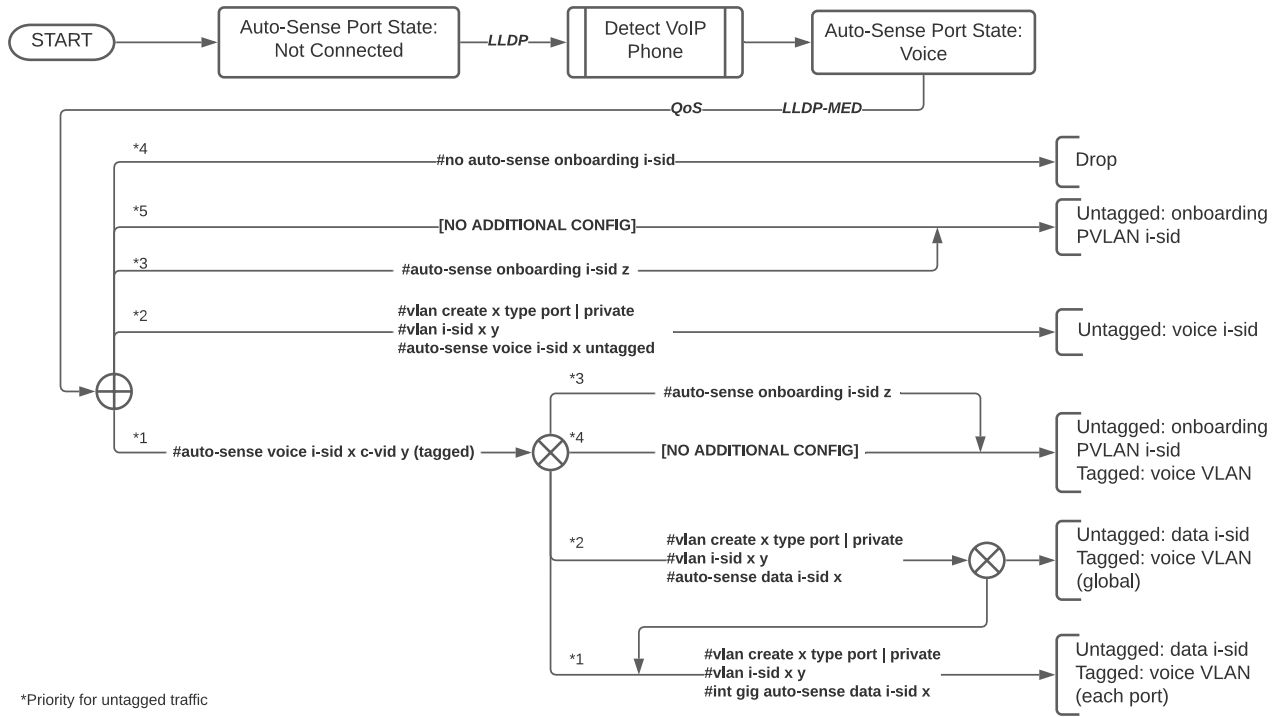 START
Auto-Sense Port State:
Not Connected
LLDP
Detect VoIP
Phone
Auto-Sense Port State:
Voice
QoS
LLDP-MED
*4
#no auto-sense onboarding i-sid
Drop
*5
[NO ADDITIONAL CONFIG]
Untagged: onboarding
PVLAN i-sid
*3
#auto-sense onboarding i-sid z
*2
#vlan create x type port | private
#vlan i-sid x y
#auto-sense voice i-sid x untagged
Untagged: voice i-sid
*1
#auto-sense voice i-sid x c-vid y (tagged)
*3
#auto-sense onboarding i-sid z
*4
[NO ADDITIONAL CONFIG]
Untagged: onboarding
PVLAN i-sid
Tagged: voice VLAN
*2
#vlan create x type port | private
#vlan i-sid x y
#auto-sense data i-sid x
Untagged: data i-sid
Tagged: voice VLAN
(global)
*1
#vlan create x type port | private
#vlan i-sid x y
#int gig auto-sense data i-sid x
Untagged: data i-sid
Tagged: voice VLAN
(each port)
*Priority for untagged traffic